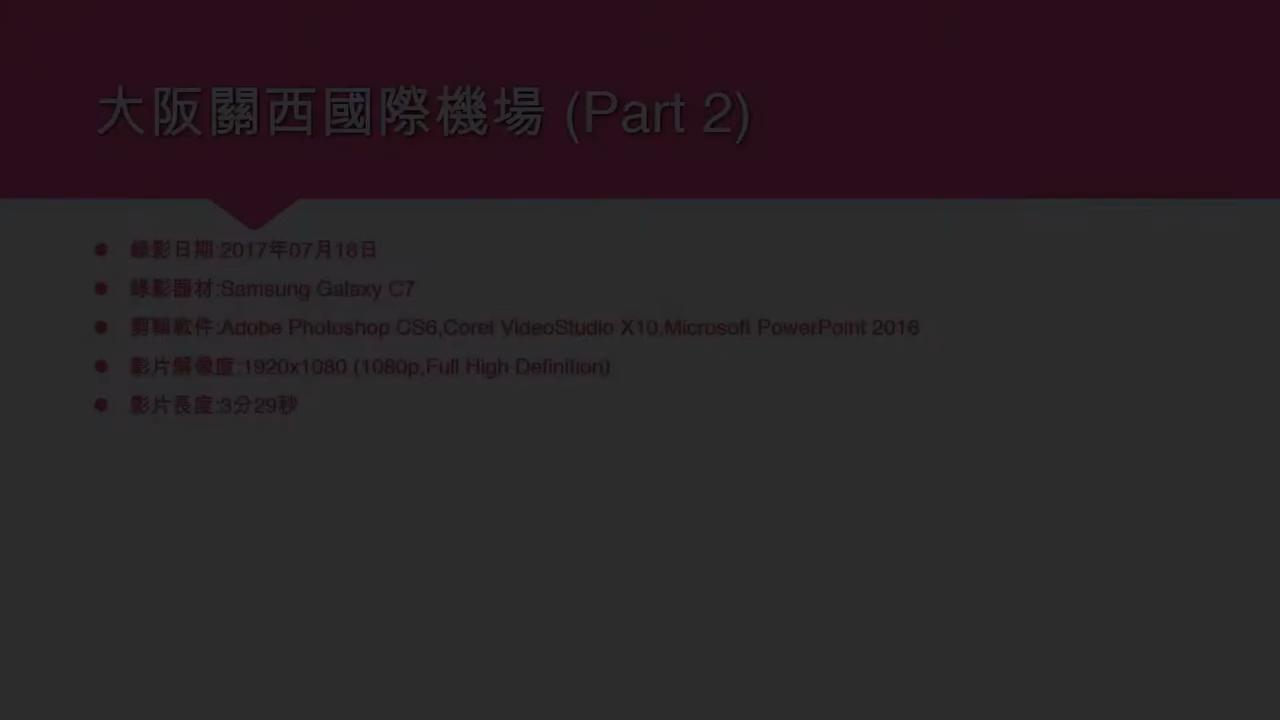 大阪關西國際機場 (Part 2)
錄影日期:2017年07月18日
錄影器材:Samsung Galaxy C7
剪輯軟件:Adobe Photoshop CS6,Corel VideoStudio X10,Microsoft PowerPoint 2016
影片解像度:1920x1080 (1080p,Full High Definition)
影片長度:3分29秒